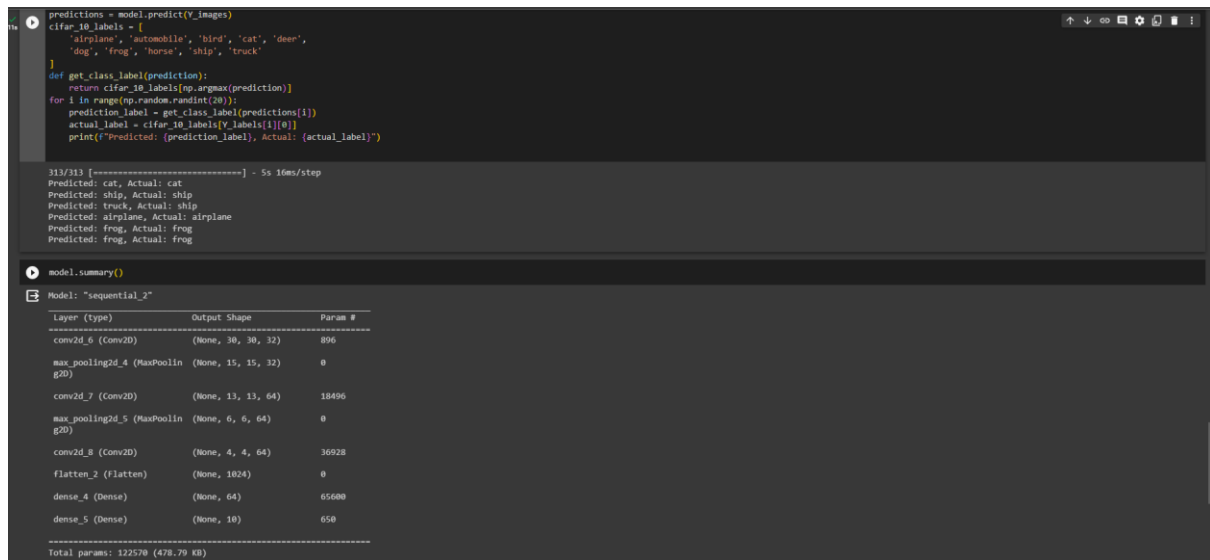 predictions = model.predict(Y_images)
cifar_10_labels = [
    'airplane', 'automobile', 'bird', 'cat', 'deer',
    'dog', 'frog', 'horse', 'ship', 'truck'
]
def get_class_label(prediction):
    return cifar_10_labels[np.argmax(prediction)]
for i in range(np.random.randint(20)):
    prediction_label = get_class_label(predictions[i])
    actual_label = cifar_10_labels[Y_labels[i][0]]
    print(f"Predicted: {prediction_label}, Actual: {actual_label}")
11s
313/313 [==============================] - 5s 16ms/step
Predicted: cat, Actual: cat
Predicted: ship, Actual: ship
Predicted: truck, Actual: ship
Predicted: airplane, Actual: airplane
Predicted: frog, Actual: frog
Predicted: frog, Actual: frog
model.summary()
Model: "sequential_2"
Layer (type) Output Shape Param #
=================================================================
conv2d_6 (Conv2D) (None, 30, 30, 32) 896
max_pooling2d_4 (MaxPoolin (None, 15, 15, 32) 0
g2D)
conv2d_7 (Conv2D) (None, 13, 13, 64) 18496
max_pooling2d_5 (MaxPoolin (None, 6, 6, 64) 0
g2D)
conv2d_8 (Conv2D) (None, 4, 4, 64) 36928
flatten_2 (Flatten) (None, 1024) 0
dense_4 (Dense) (None, 64) 65600
dense_5 (Dense) (None, 10) 650
=================================================================
Total params: 122570 (478.79 KB)